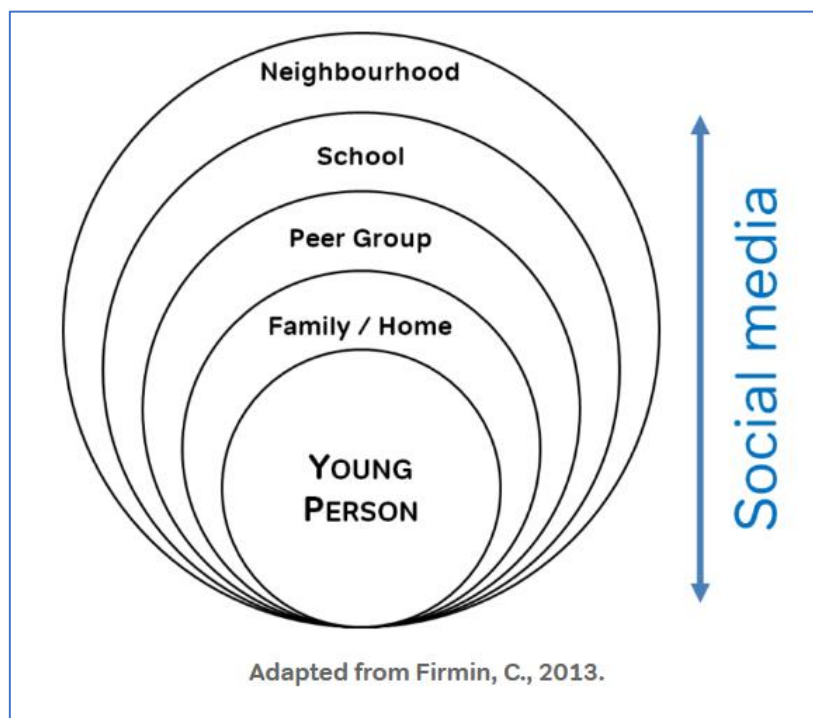 Neighbourhood
School
Peer Group
Family / Home
YOUNG
PERSON
Social media
Adapted from Firmin, C., 2013.